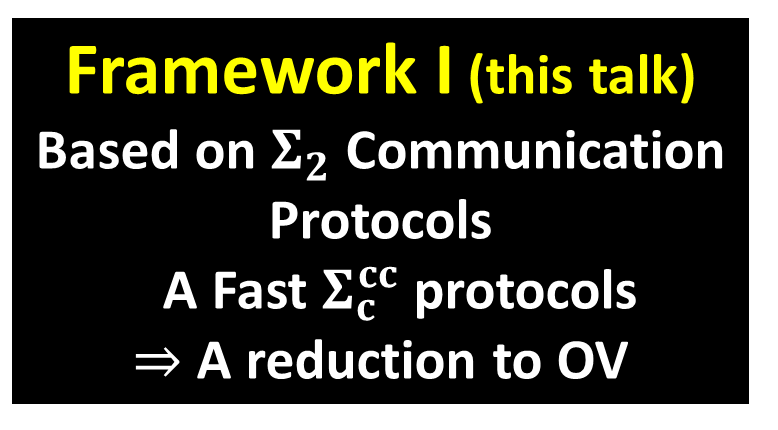 Framework I (this talk)
Based on Σ₂ Communication
Protocols
A Fast Σ_c^cc protocols
⇒ A reduction to OV